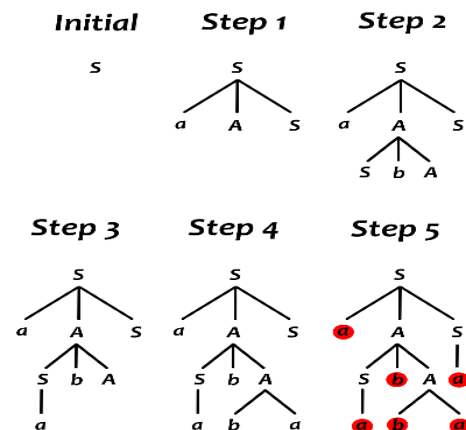 Initial Step 1 Step 2
S S S
a A S a A S
S b A
Step 3 Step 4 Step 5
S S S
a A S a A S a A S
S b A S b A S b A a
a a b a a b a